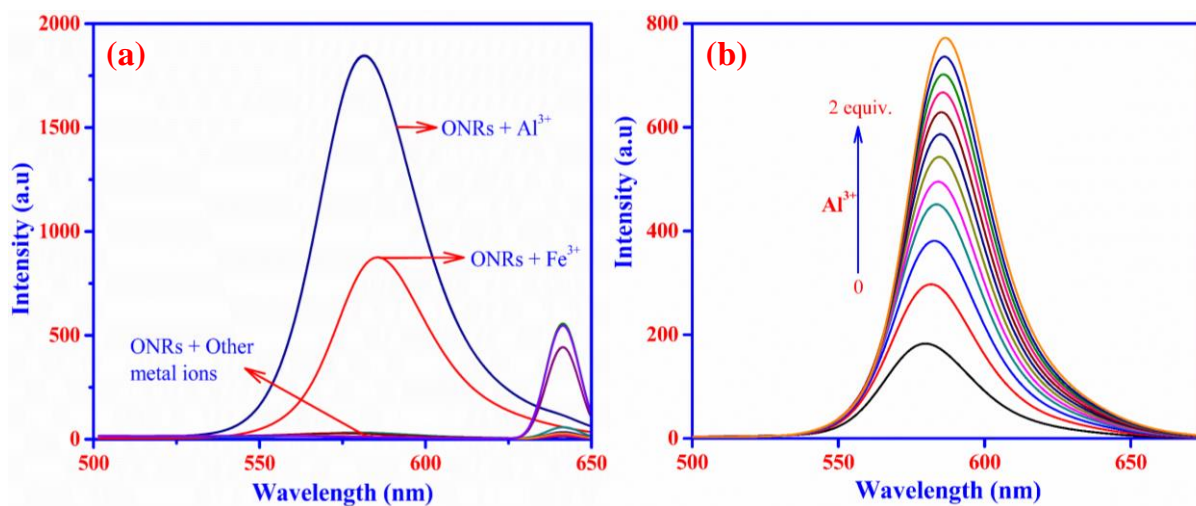 (a)
2000
1500
1000
500
0
Intensity (a.u)
ONRs + Al³⁺
ONRs + Fe³⁺
ONRs + Other
metal ions
500
550
600
650
Wavelength (nm)
(b)
800
600
400
200
0
Intensity (a.u)
2 equiv.
Al³⁺
0
500
550
600
650
Wavelength (nm)